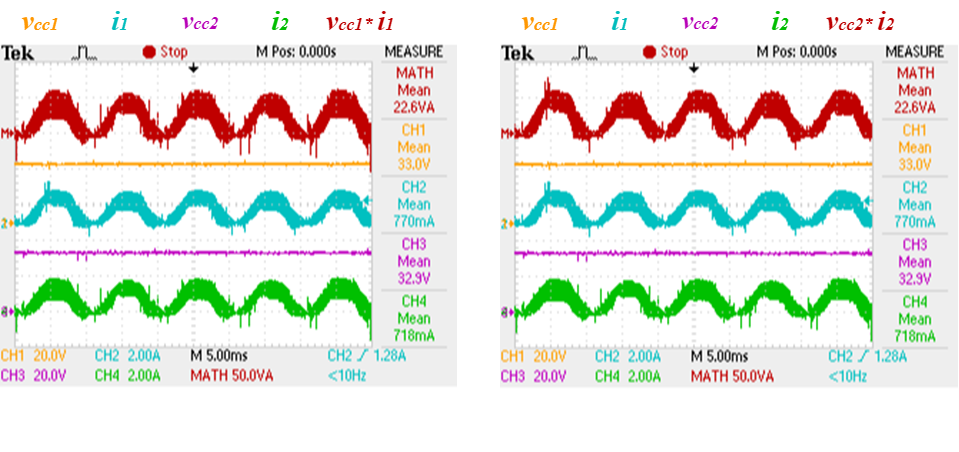 vcc1 i1 vcc2 i2 vcc1* i1
Tek Stop M Pos: 0.000s MEASURE
MATH
Mean
22.6VA
CH1
Mean
33.0V
CH2
Mean
770mA
CH3
Mean
32.9V
CH4
Mean
718mA
M
2
CH1 20.0V CH2 2.00A M 5.00ms CH2 1.28A
CH3 20.0V CH4 2.00A MATH 50.0VA <10Hz
vcc1 i1 vcc2 i2 vcc2* i2
Tek Stop M Pos: 0.000s MEASURE
MATH
Mean
22.6VA
CH1
Mean
33.0V
CH2
Mean
770mA
CH3
Mean
32.9V
CH4
Mean
718mA
M
2
CH1 20.0V CH2 2.00A M 5.00ms CH2 1.28A
CH3 20.0V CH4 2.00A MATH 50.0VA <10Hz